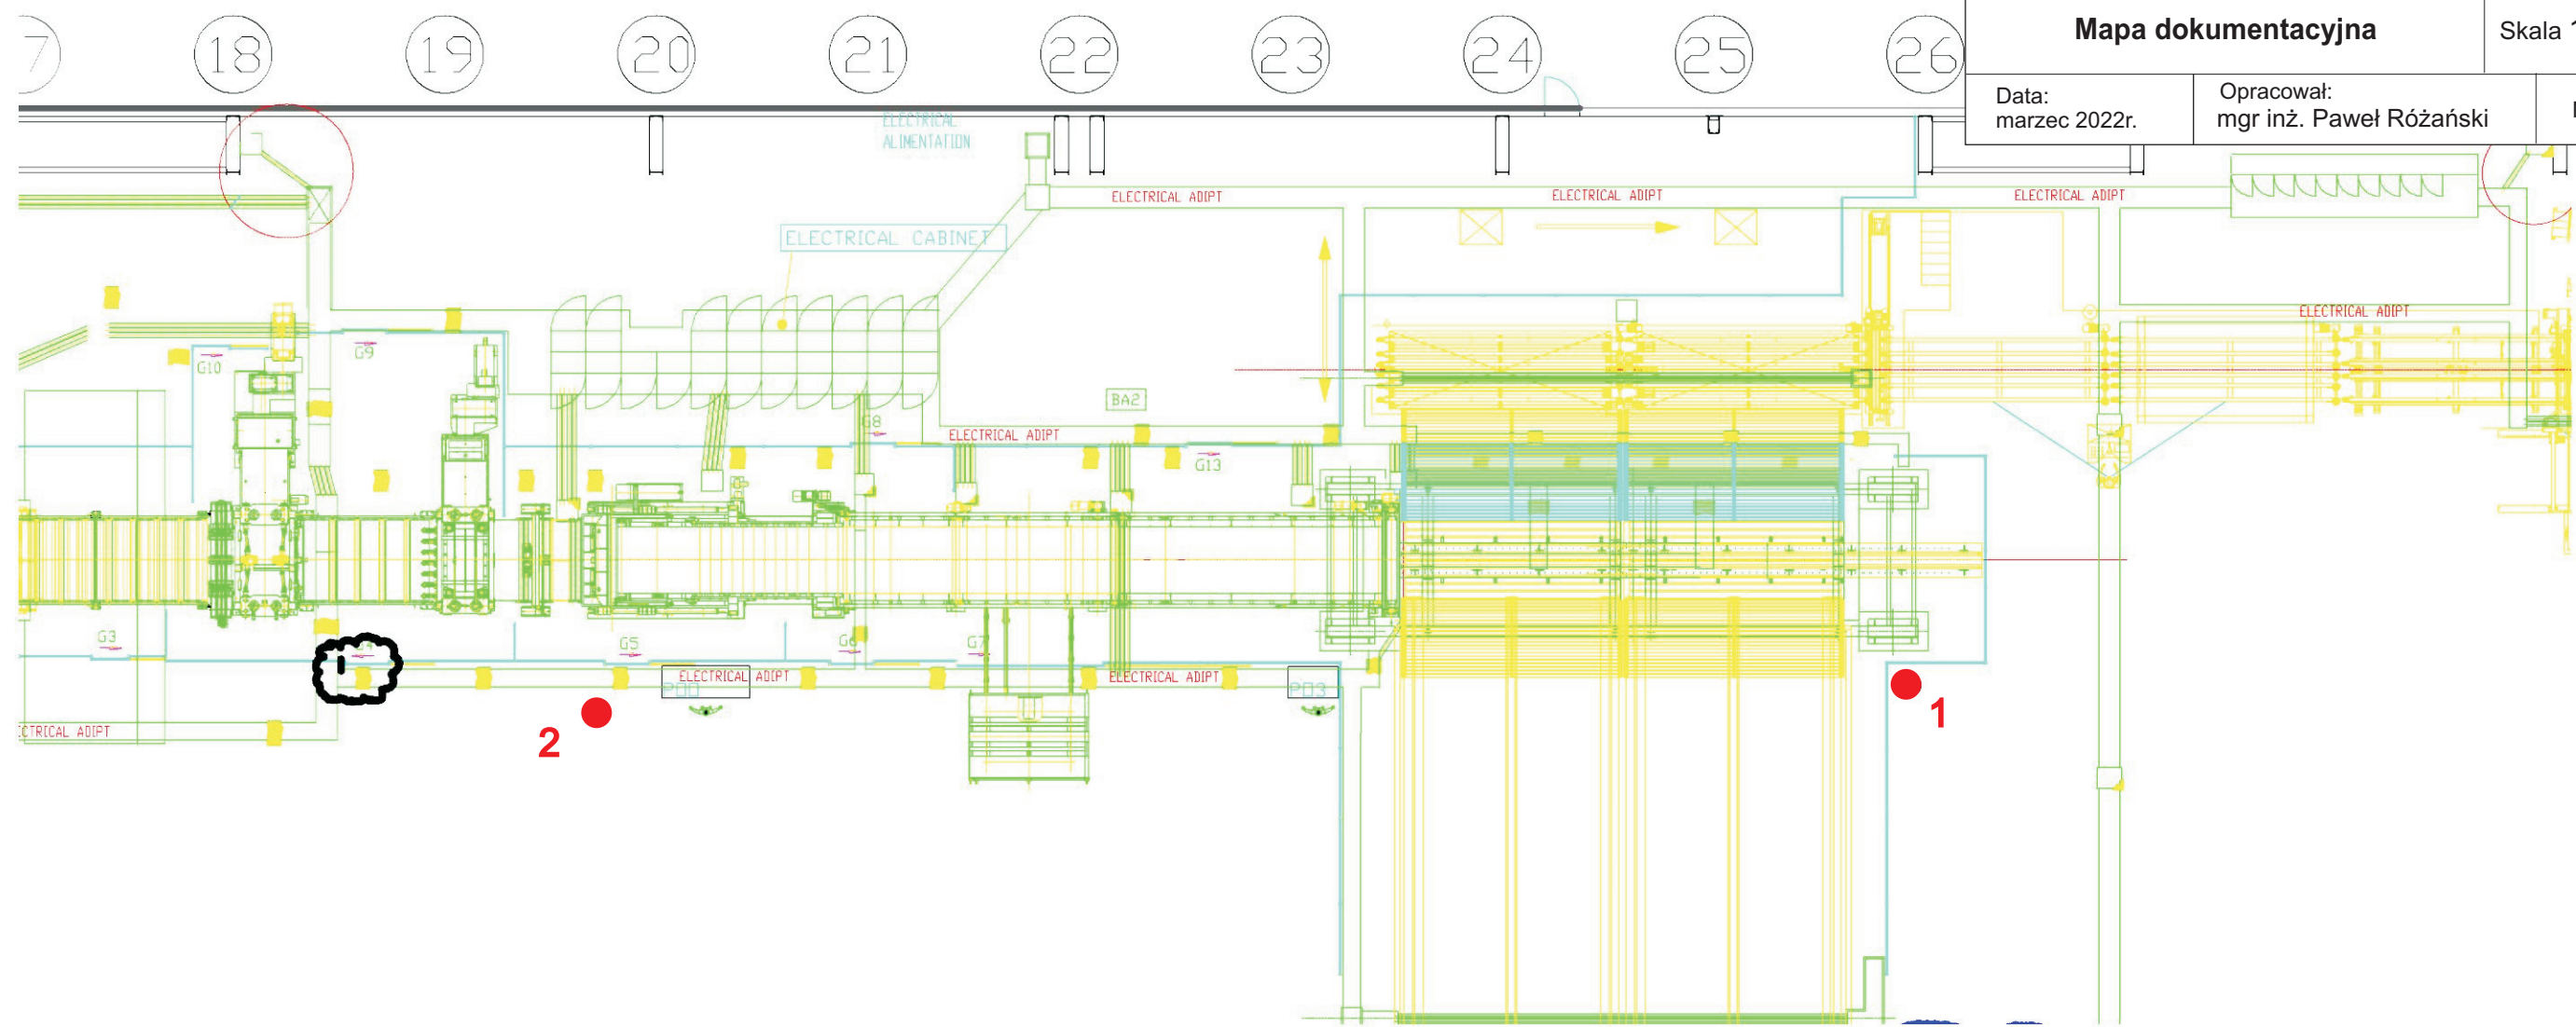 7
18
19
20
21
22
23
24
25
26
Mapa dokumentacyjna
Skala 1
Data:
marzec 2022r.
Opracował:
mgr inż. Paweł Różański
ELECTRICAL
ALIMENTATION
ELECTRICAL ADIPT
ELECTRICAL ADIPT
ELECTRICAL ADIPT
ELECTRICAL CABINET
ELECTRICAL ADIPT
G10
G9
BA2
G8
ELECTRICAL ADIPT
G13
G3
G5
G6
G7
ELECTRICAL ADIPT
ELECTRICAL ADIPT
PO3
CTRICAL ADIPT
2
1